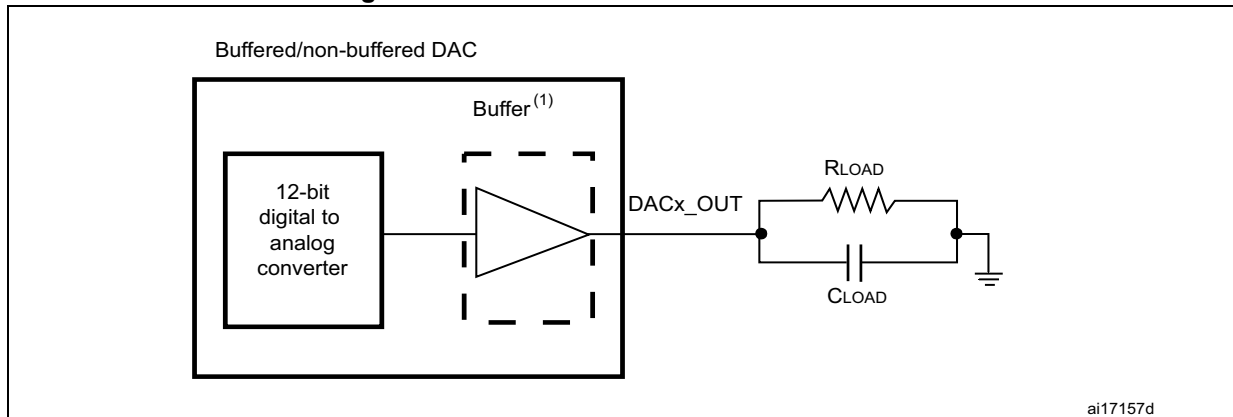 Buffered/non-buffered DAC
Buffer (1)
12-bit
digital to
analog
converter
DACx_OUT
RLOAD
CLOAD
ai17157d